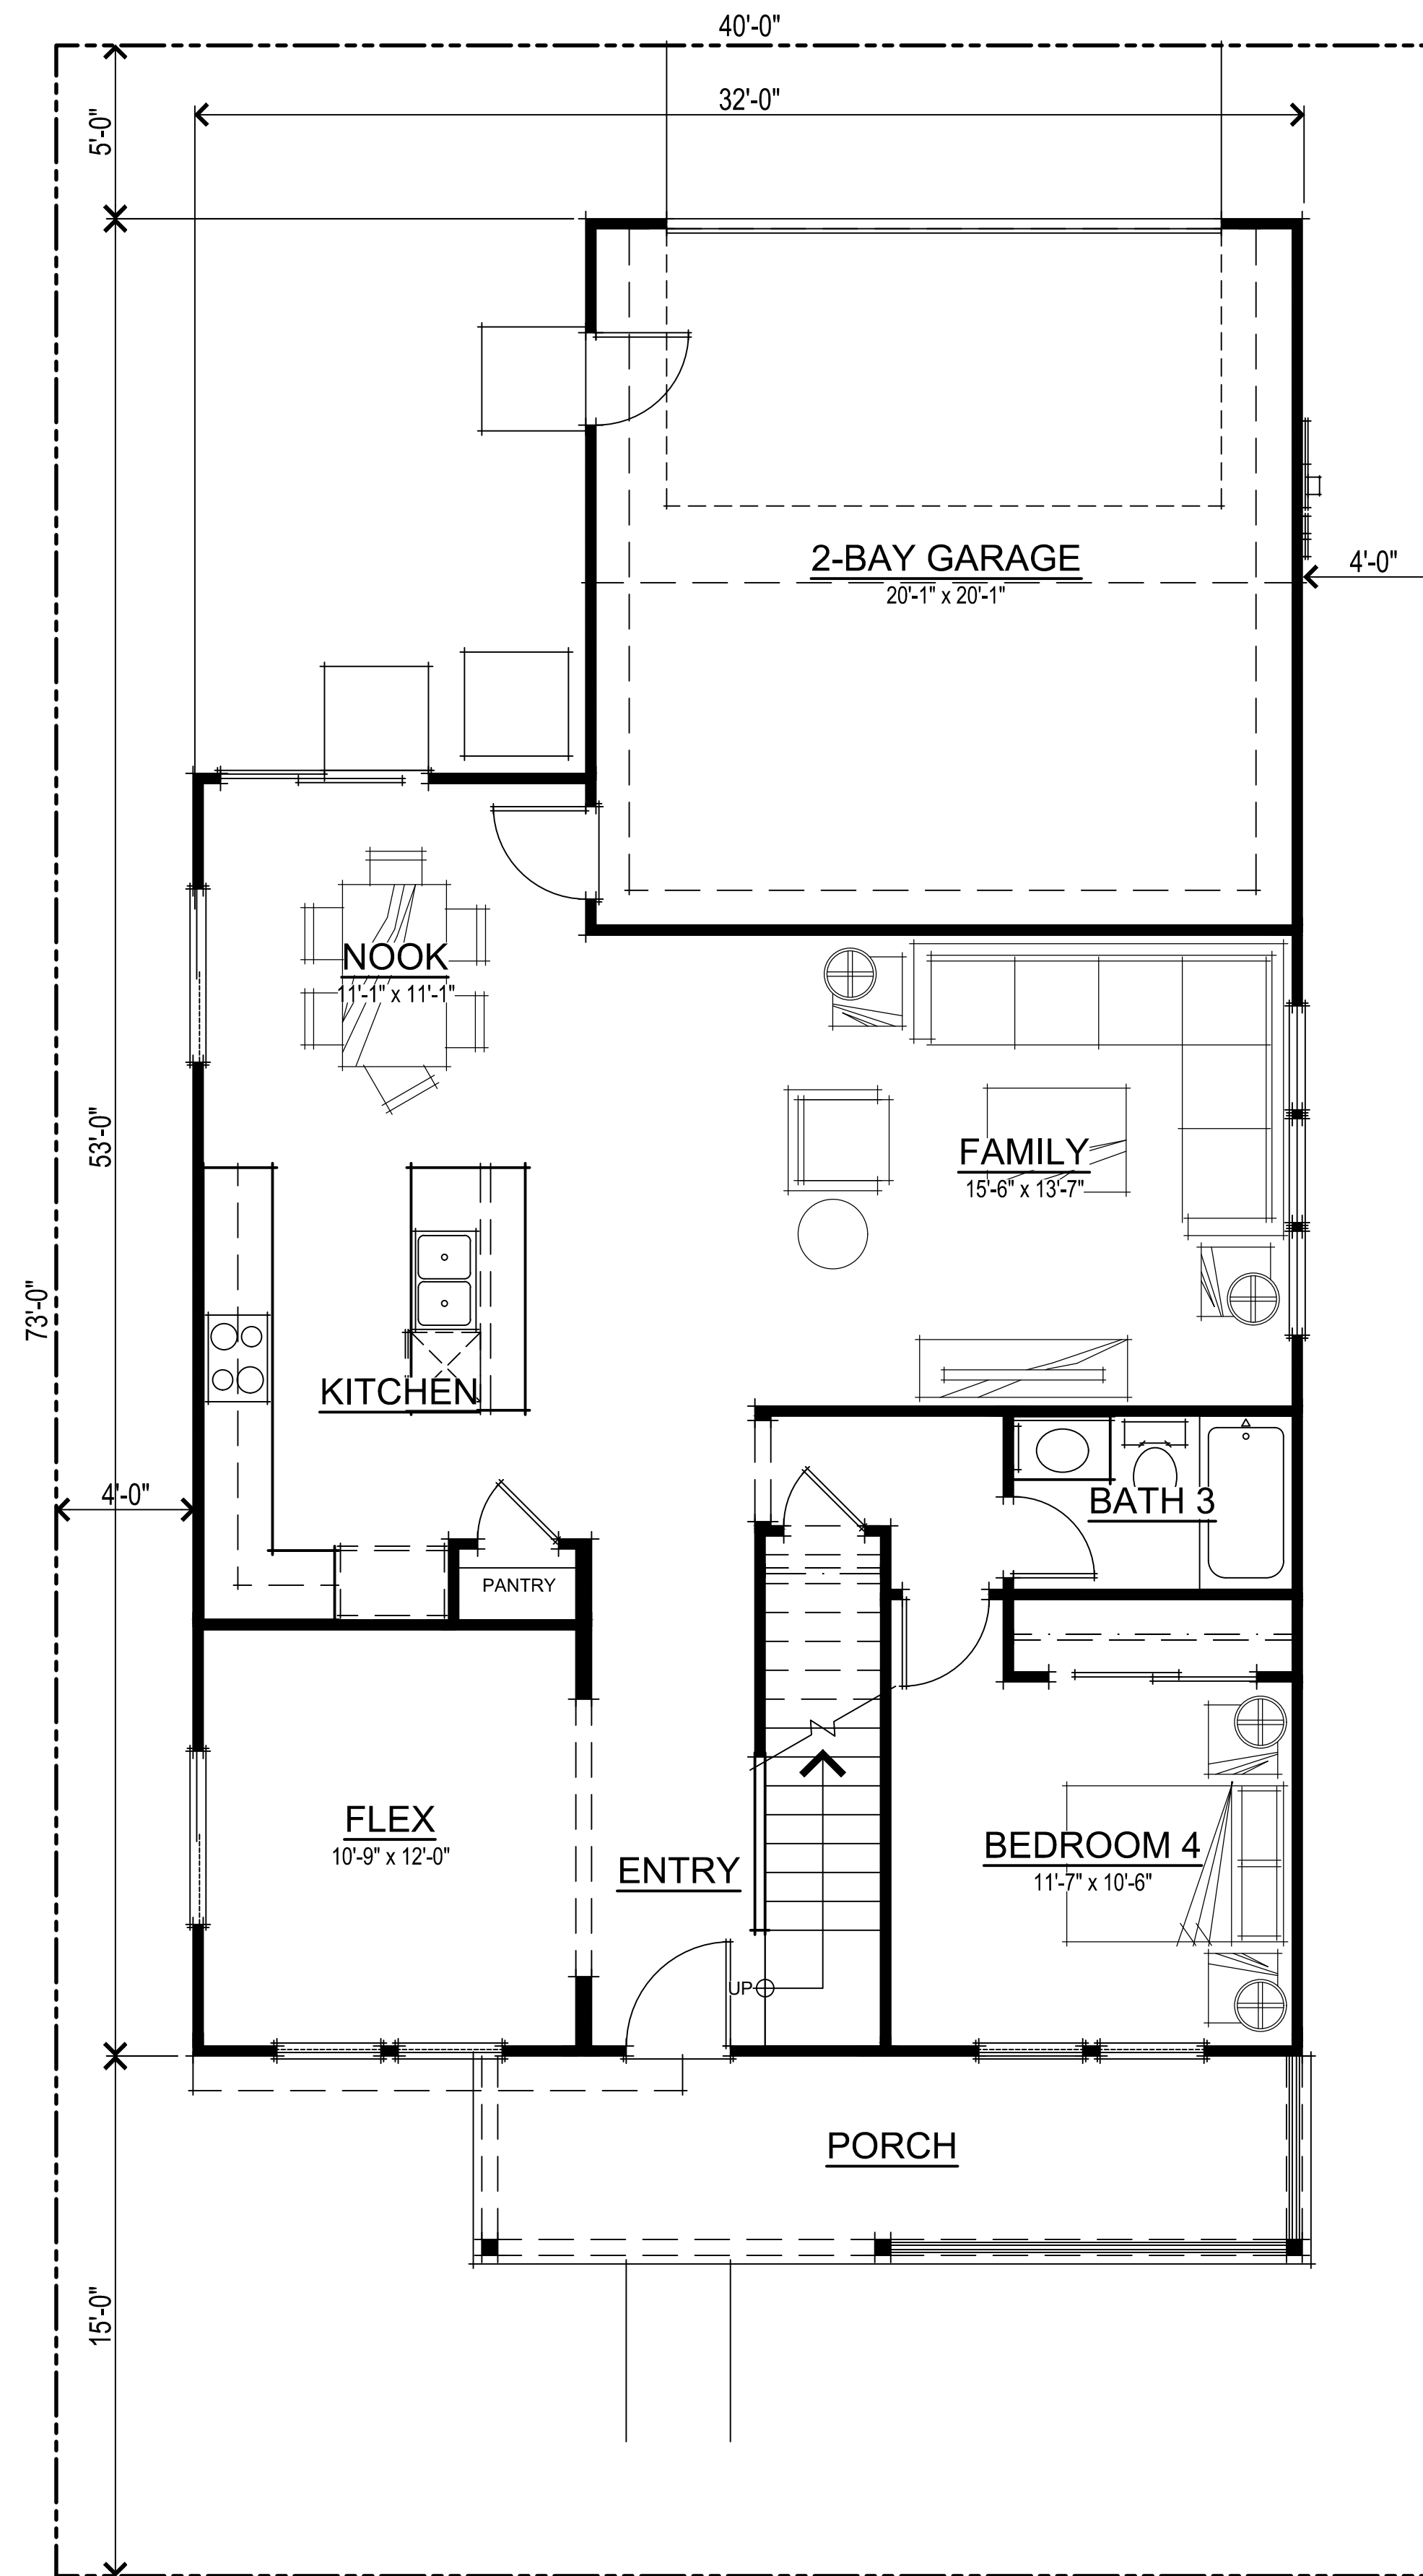 40'-0"
32'-0"
5'-0"
2-BAY GARAGE
20'-1" x 20'-1"
4'-0"
NOOK
11'-1" x 11'-1"
53'-0"
FAMILY
15'-6" x 13'-7"
73'-0"
KITCHEN
4'-0"
BATH 3
PANTRY
FLEX
10'-9" x 12'-0"
ENTRY
BEDROOM 4
11'-7" x 10'-6"
UP
PORCH
15'-0"